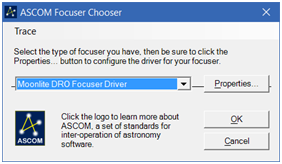 ASCOM Focuser Chooser
Trace
Select the type of focuser you have, then be sure to click the
Properties... button to configure the driver for your focuser.
Moonlite DRO Focuser Driver
Properties...
Click the logo to learn more about
ASCOM, a set of standards for
inter-operation of astronomy
software.
ASCOM
OK
Cancel